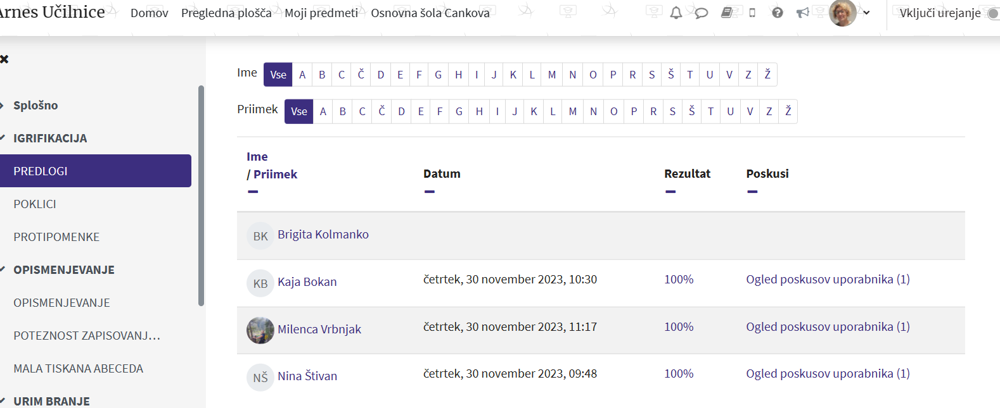 Arnes Učilnice Domov Pregledna plošča Moji predmeti Osnovna šola Cankova Vključi urejanje
Splošno
IGRIFIKACIJA
PREDLOGI
POKLICI
PROTIPOMENKE
OPISMENJEVANJE
OPISMENJEVANJE
POTEZNOST ZAPISOVANJ...
MALA TISKANA ABECEDA
URIM BRANJE
Ime Vse A B C Č D E F G H I J K L M N O P R S Š T U V Z Ž
Priimek Vse A B C Č D E F G H I J K L M N O P R S Š T U V Z Ž
Ime
/ Priimek Datum Rezultat Poskusi
BK Brigita Kolmanko
KB Kaja Bokan četrtek, 30 november 2023, 10:30 100% Ogled poskusov uporabnika (1)
Milenca Vrbnjak četrtek, 30 november 2023, 11:17 100% Ogled poskusov uporabnika (1)
NŠ Nina Štivan četrtek, 30 november 2023, 09:48 100% Ogled poskusov uporabnika (1)